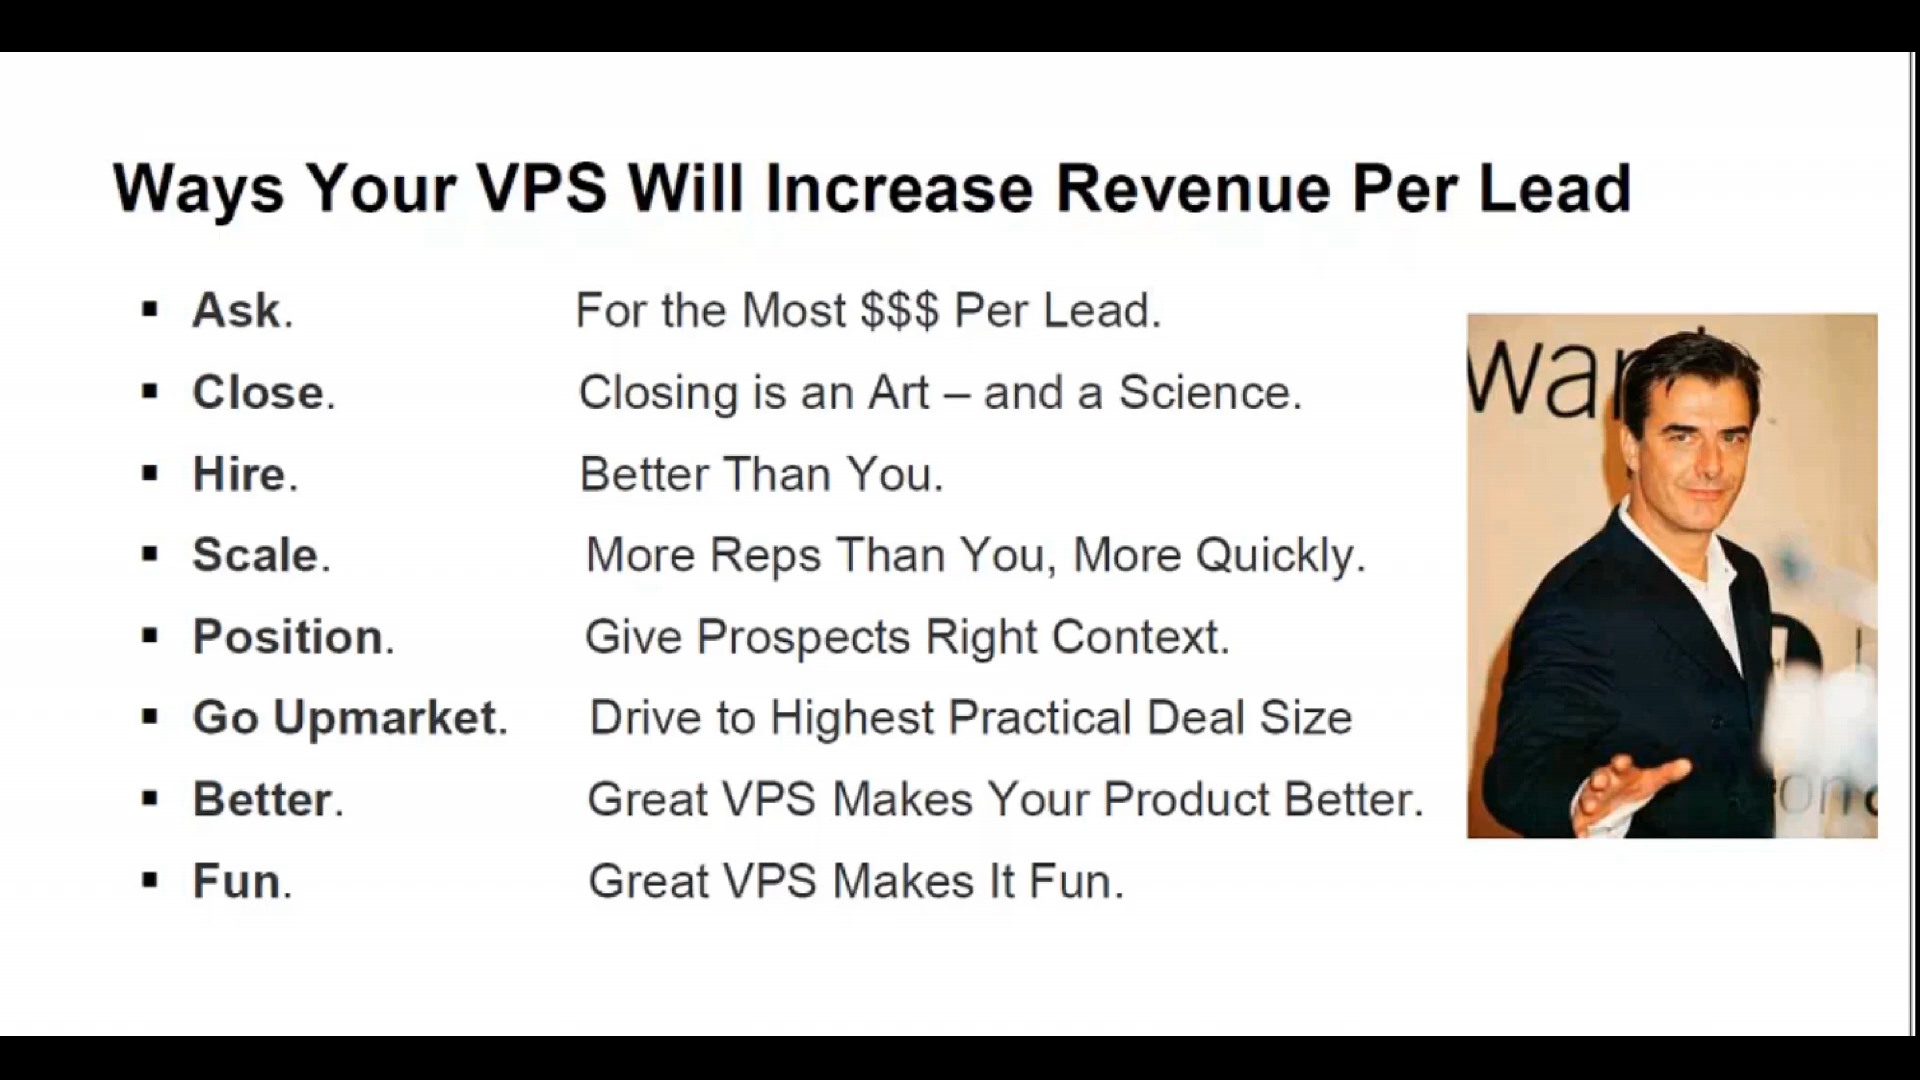 Ways Your VPS Will Increase Revenue Per Lead
▪ Ask. For the Most $$$ Per Lead.
▪ Close. Closing is an Art – and a Science.
▪ Hire. Better Than You.
▪ Scale. More Reps Than You, More Quickly.
▪ Position. Give Prospects Right Context.
▪ Go Upmarket. Drive to Highest Practical Deal Size
▪ Better. Great VPS Makes Your Product Better.
▪ Fun. Great VPS Makes It Fun.